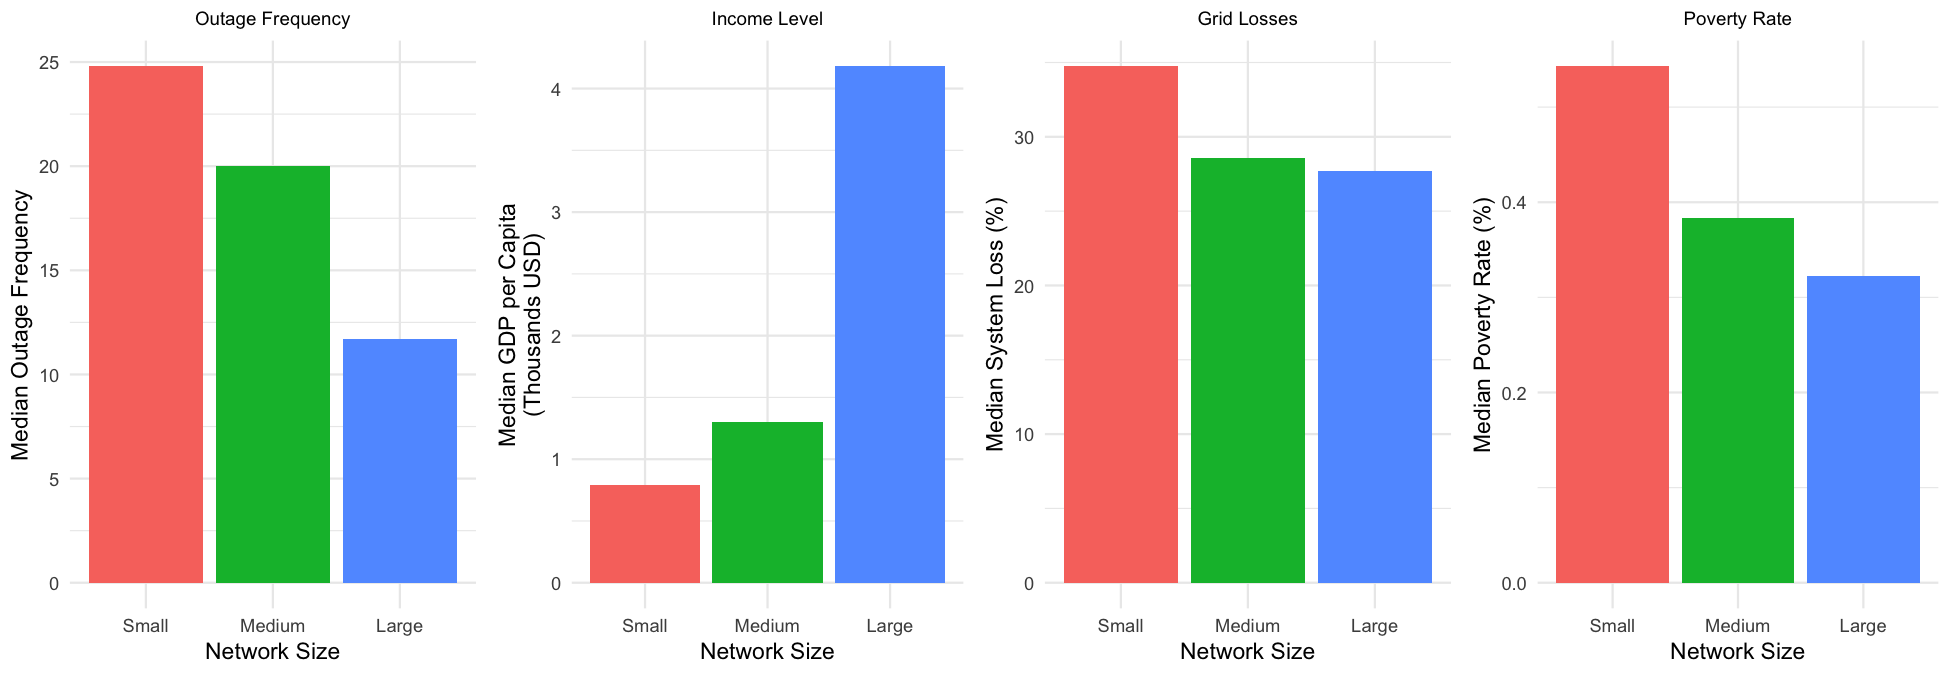 Outage Frequency
Median Outage Frequency
25
20
15
10
5
0
Small Medium Large
Network Size
Income Level
Median GDP per Capita
(Thousands USD)
4
3
2
1
0
Small Medium Large
Network Size
Grid Losses
Median System Loss (%)
30
20
10
0
Small Medium Large
Network Size
Poverty Rate
Median Poverty Rate (%)
0.4
0.2
0.0
Small Medium Large
Network Size